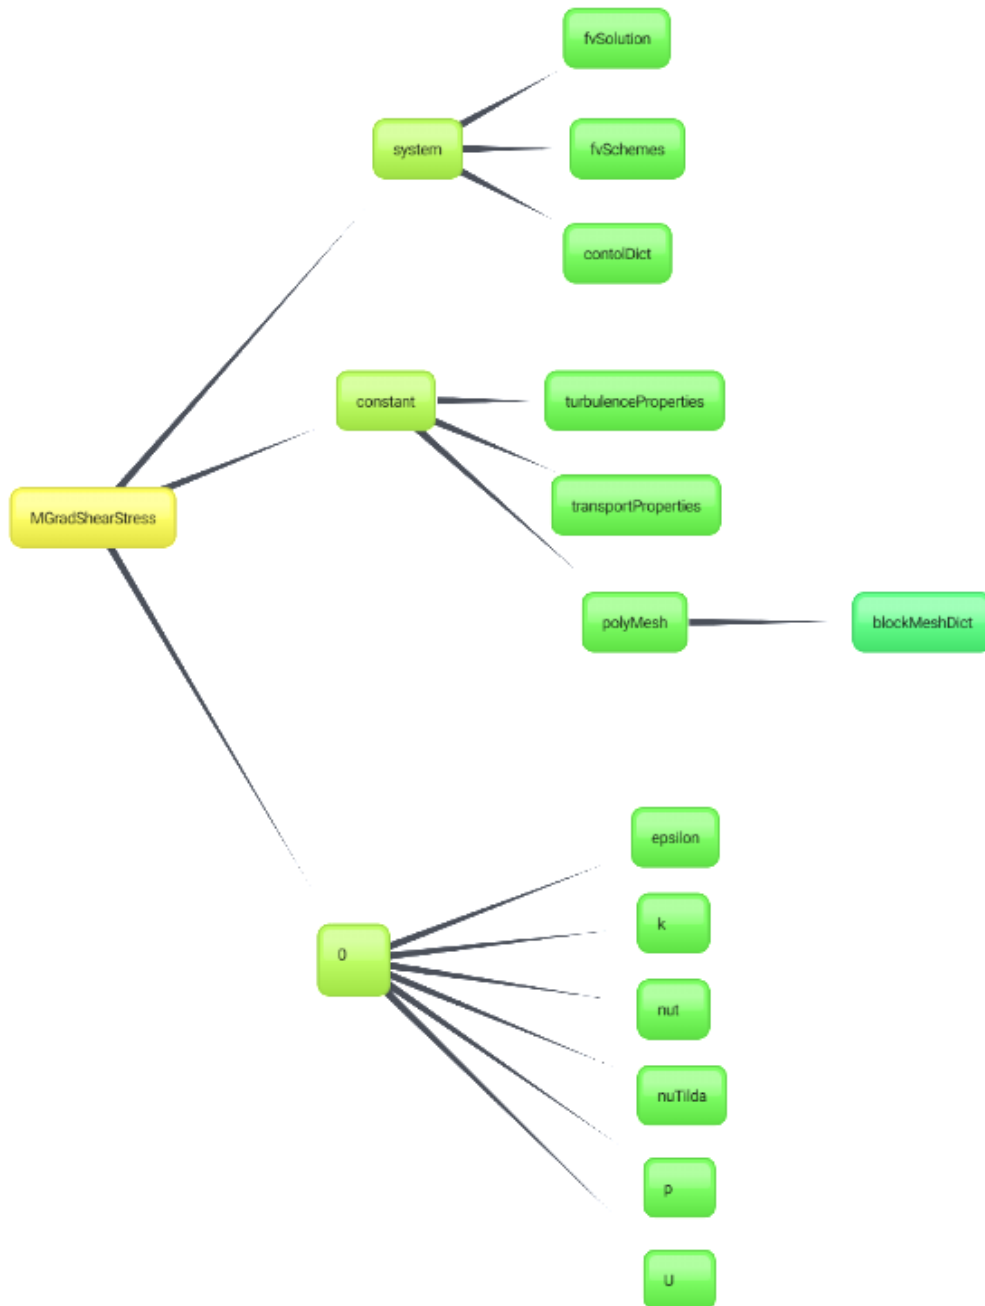 fvSolution
system
fvSchemes
contolDict
constant
turbulenceProperties
MGradShearStress
transportProperties
polyMesh
blockMeshDict
epsilon
k
0
nut
nuTilda
p
U